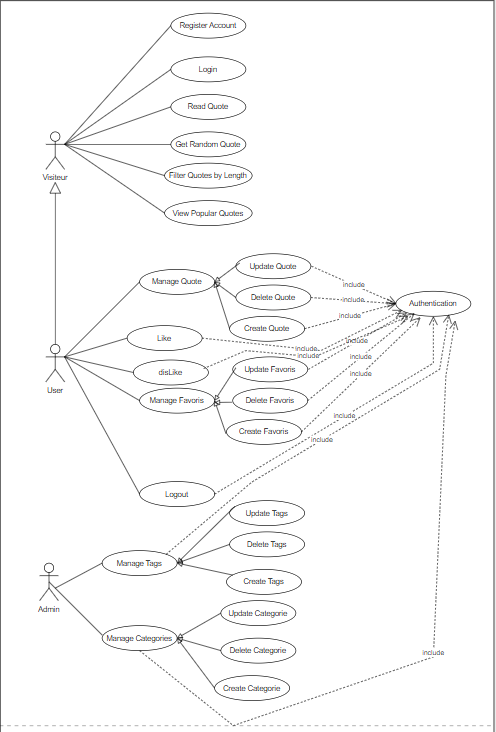 Register Account
Login
Read Quote
Get Random Quote
Visiteur
Filter Quotes by Length
View Popular Quotes
Update Quote
Manage Quote
include
Delete Quote
include
Authentication
include
Create Quote
Like
include
include
include
disLike
Update Favoris
include
User
include
Manage Favoris
Delete Favoris
include
Create Favoris
include
Logout
Update Tags
Delete Tags
Manage Tags
Create Tags
Admin
Update Categorie
Manage Categories
Delete Categorie
include
Create Categorie